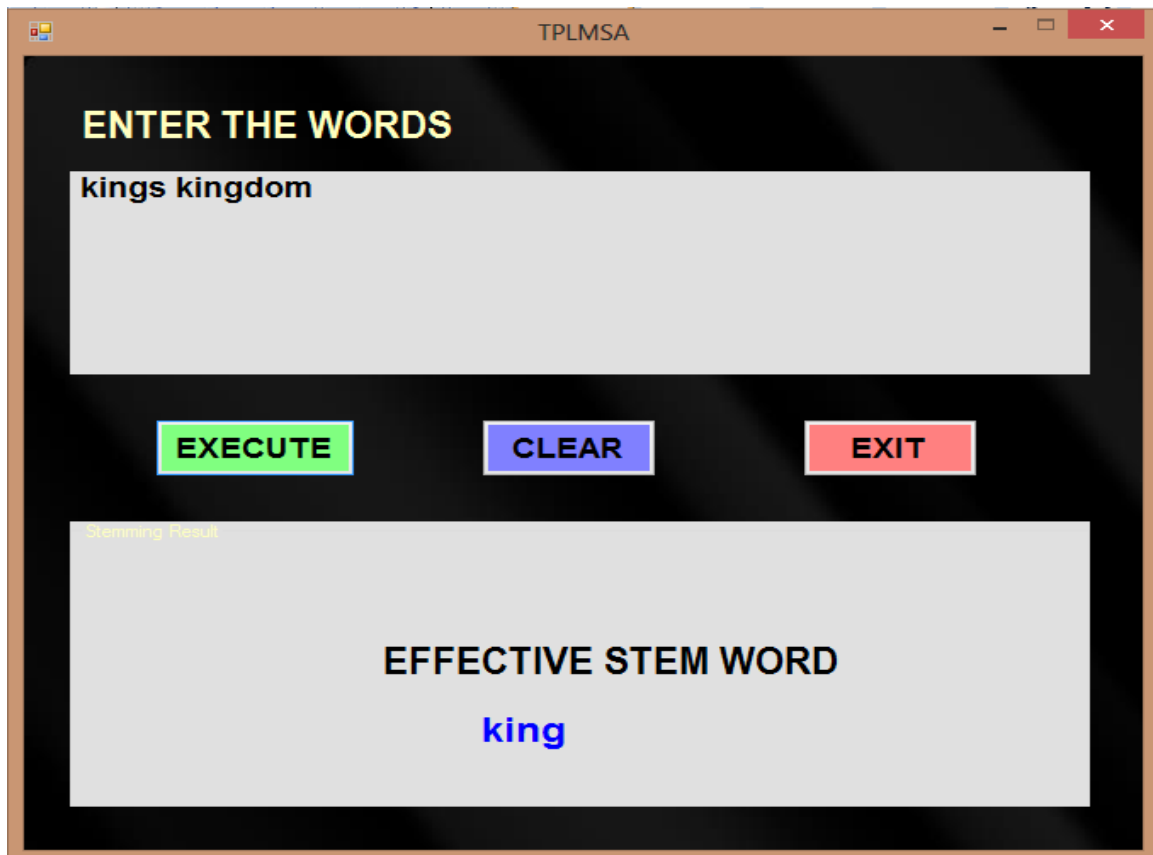 TPLMSA
ENTER THE WORDS
kings kingdom
EXECUTE CLEAR EXIT
Stemming Result
EFFECTIVE STEM WORD
king